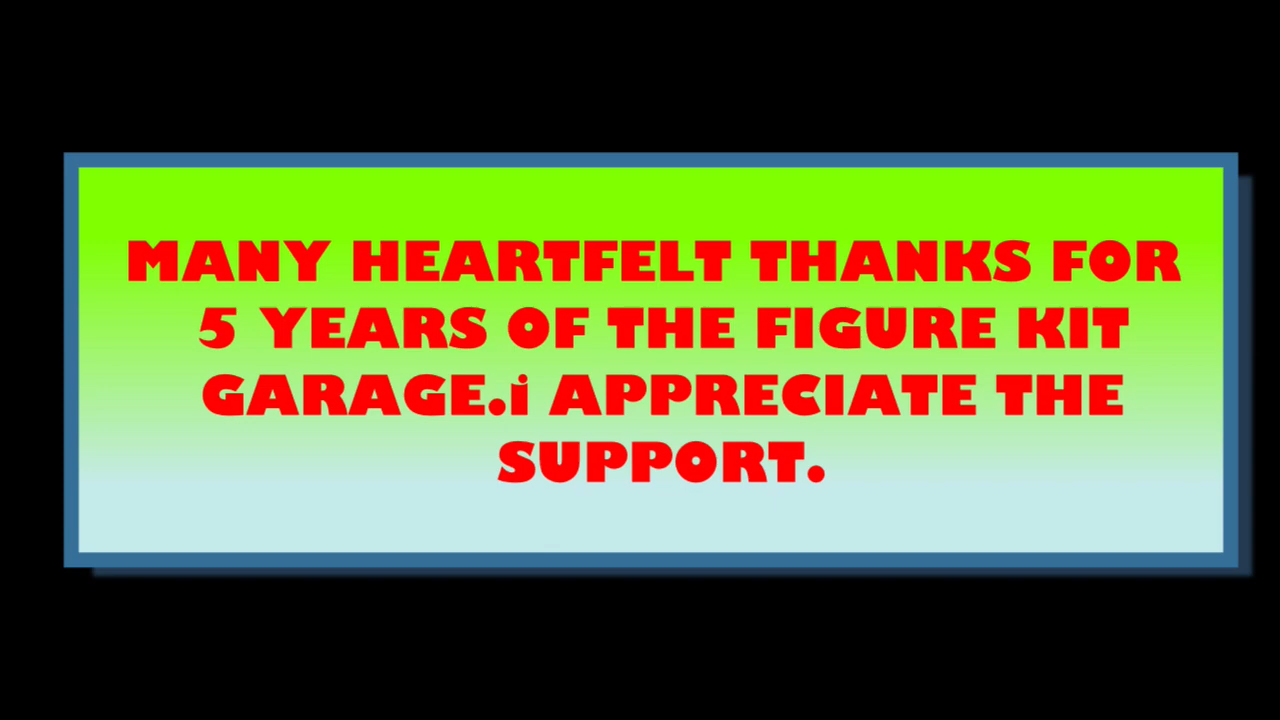 MANY HEARTFELT THANKS FOR
5 YEARS OF THE FIGURE KIT
GARAGE.i APPRECIATE THE
SUPPORT.